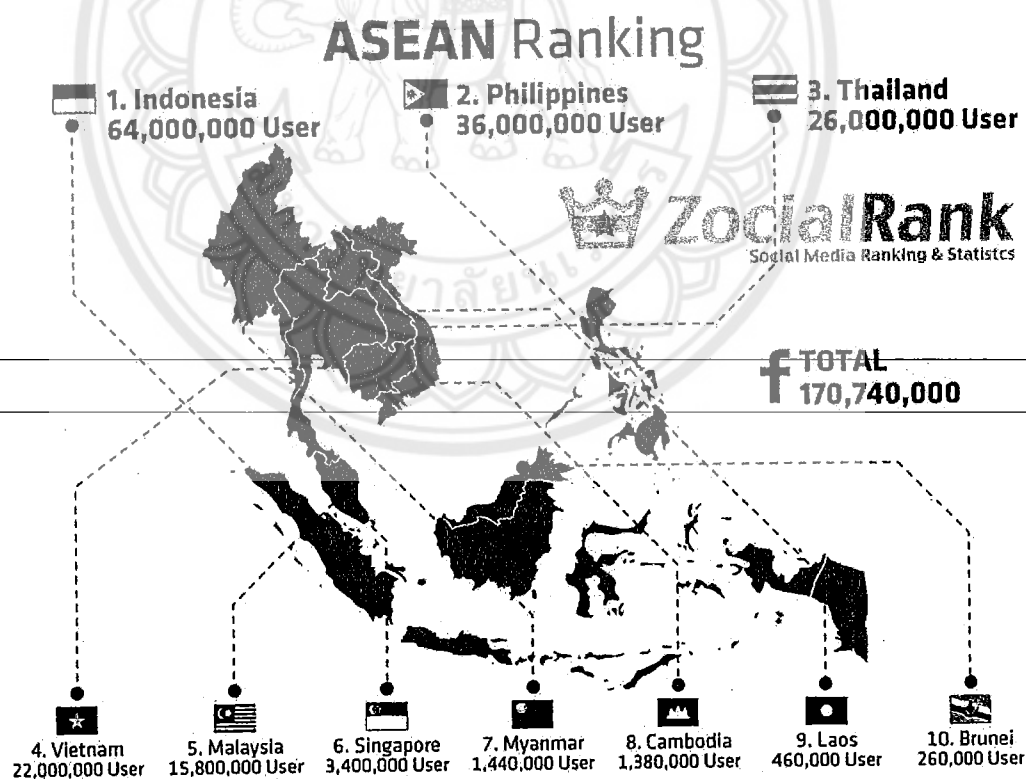 ASEAN Ranking
1. Indonesia
64,000,000 User
2. Philippines
36,000,000 User
3. Thailand
26,000,000 User
ZocialRank
Social Media Ranking & Statistcs
f TOTAL
170,740,000
4. Vietnam
22,000,000 User
5. Malaysia
15,800,000 User
6. Singapore
3,400,000 User
7. Myanmar
1,440,000 User
8. Cambodia
1,380,000 User
9. Laos
460,000 User
10. Brunei
260,000 User